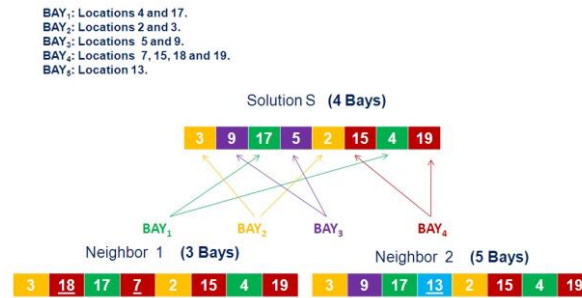 BAY₁: Locations 4 and 17.
BAY₂: Locations 2 and 3.
BAY₃: Locations 5 and 9.
BAY₄: Locations 7, 15, 18 and 19.
BAY₅: Location 13.
Solution S (4 Bays)
3 9 17 5 2 15 4 19
BAY₁ BAY₂ BAY₃ BAY₄
Neighbor 1 (3 Bays) Neighbor 2 (5 Bays)
3 18 17 7 2 15 4 19 3 9 17 13 2 15 4 19